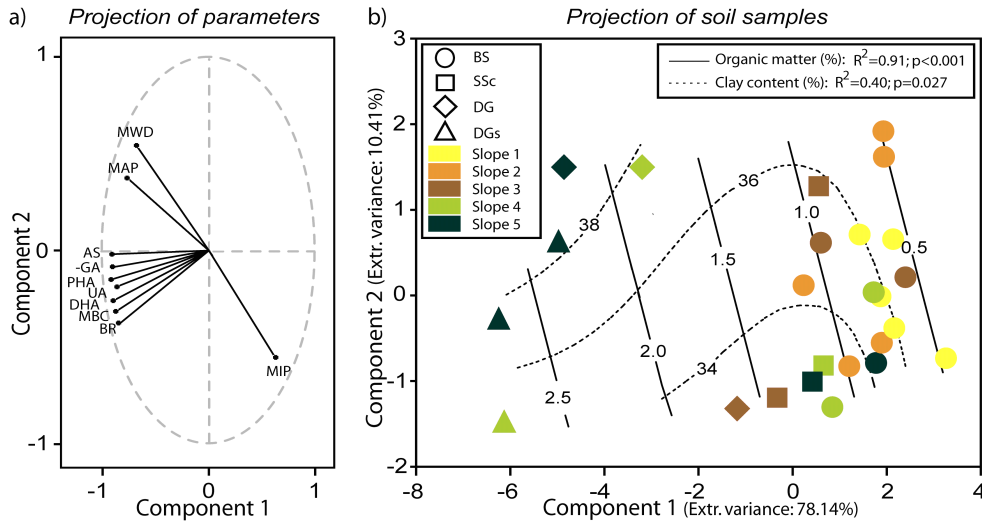 a) Projection of parameters
1
0
-1
-1 0 1
Component 2
Component 1
MWD
MAP
AS
-GA
PHA
UA
DHA
MBC
BR
MIP
b) Projection of soil samples
3
2
1
0
-1
-2
-8 -6 -4 -2 0 2 4
Component 2 (Extr. variance: 10.41%)
Component 1 (Extr. variance: 78.14%)
BS
SSc
DG
DGs
Slope 1
Slope 2
Slope 3
Slope 4
Slope 5
Organic matter (%): R²=0.91; p<0.001
Clay content (%): R²=0.40; p=0.027
38
36
34
2.5
2.0
1.5
1.0
0.5